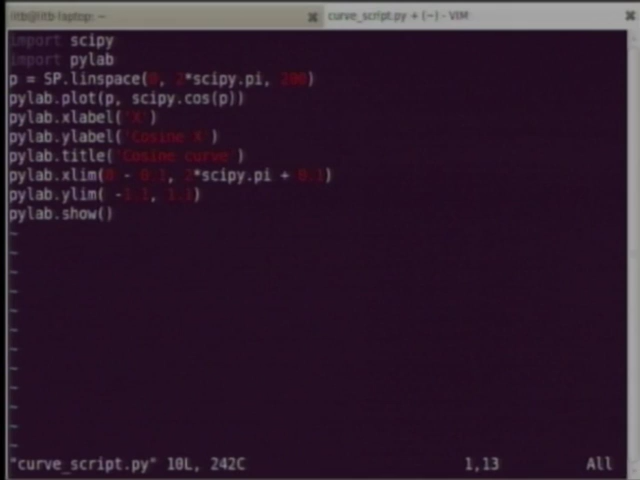 litb@litb-laptop: ~
curve_script.py + (~) - VIM
import scipy
import pylab
p = SP.linspace(0, 2*scipy.pi, 200)
pylab.plot(p, scipy.cos(p))
pylab.xlabel('X')
pylab.ylabel('Cosine X')
pylab.title('Cosine curve')
pylab.xlim(0 - 0.1, 2*scipy.pi + 0.1)
pylab.ylim( -1.1, 1.1)
pylab.show()
~
~
~
~
~
~
~
~
~
~
~
~
"curve_script.py" 10L, 242C 1,13 All